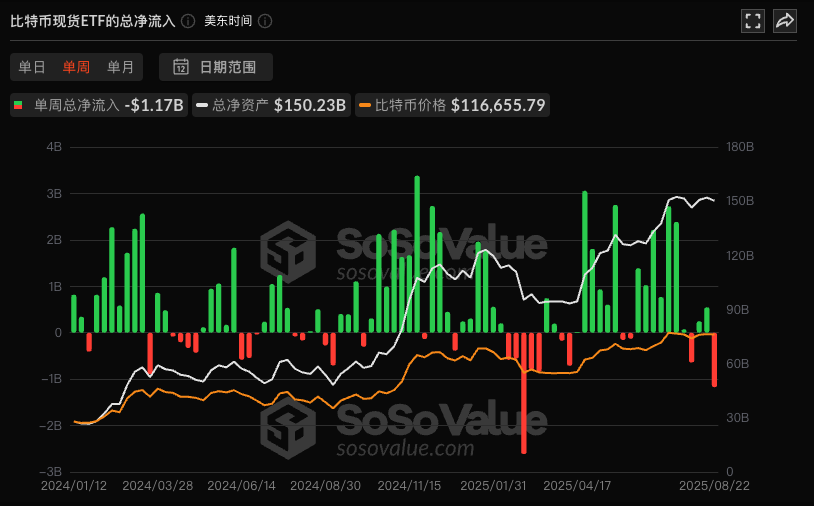 比特币现货ETF的总净流入 美东时间
单日 单周 单月 12 日期范围
单周总净流入 -$1.17B 总净资产 $150.23B 比特币价格 $116,655.79
4B 180B
3B 150B
2B 120B
SoSoValue
sosovalue.com
1B 90B
0 60B
−1B
−2B 30B
SoSoValue
sosovalue.com
−3B 0
2024/01/12 2024/03/28 2024/06/14 2024/08/30 2024/11/15 2025/01/31 2025/04/17 2025/08/22